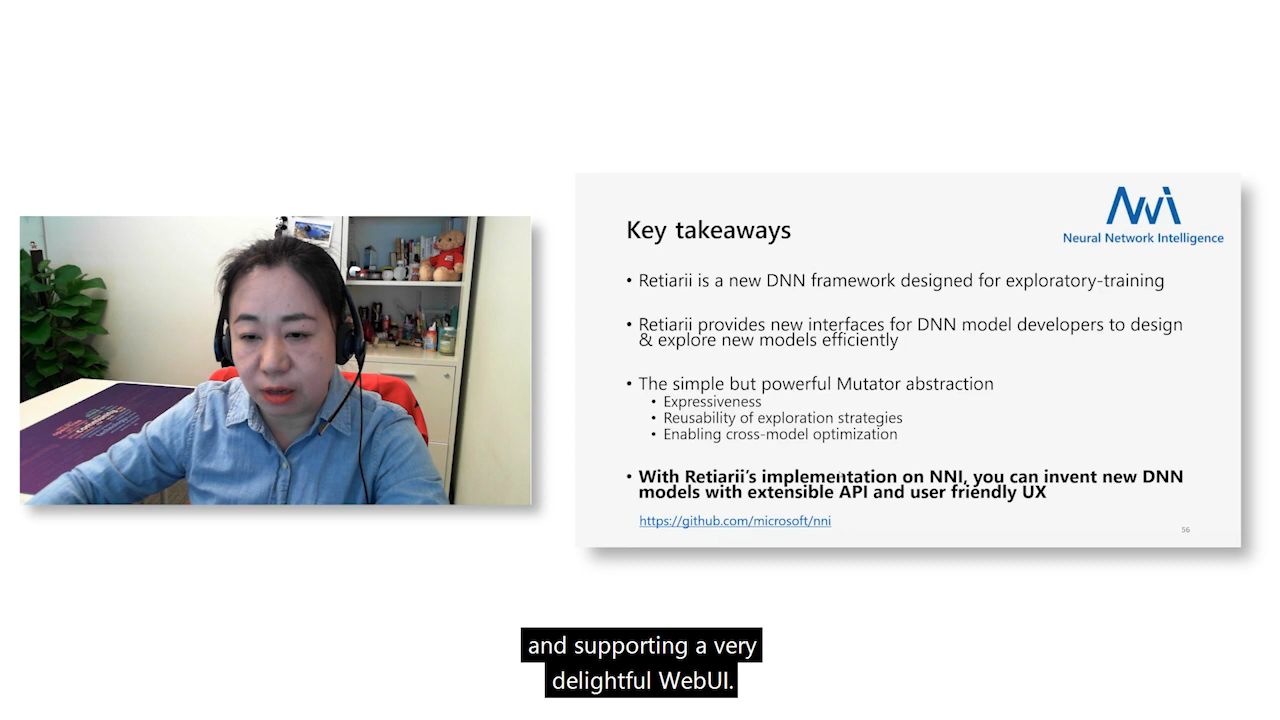 NNI
Neural Network Intelligence
Key takeaways
• Retiarii is a new DNN framework designed for exploratory-training
• Retiarii provides new interfaces for DNN model developers to design
& explore new models efficiently
• The simple but powerful Mutator abstraction
• Expressiveness
• Reusability of exploration strategies
• Enabling cross-model optimization
• With Retiarii’s implementation on NNI, you can invent new DNN
models with extensible API and user friendly UX
https://github.com/microsoft/nni
56
and supporting a very
delightful WebUI.